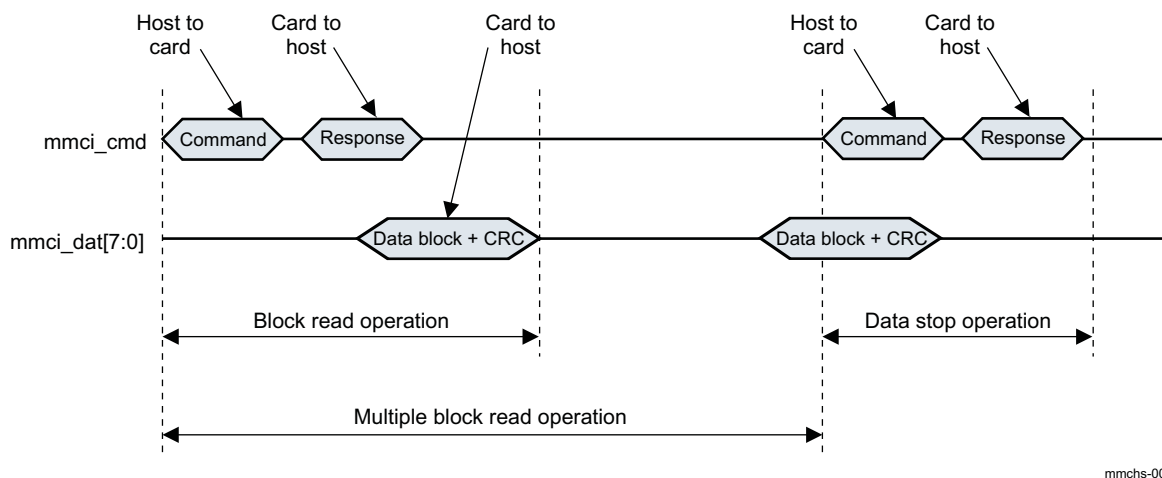 Host to
card
Card to
host
Card to
host
Host to
card
Card to
host
mmci_cmd
Command
Response
Command
Response
mmci_dat[7:0]
Data block + CRC
Data block + CRC
Block read operation
Data stop operation
Multiple block read operation
mmchs-00